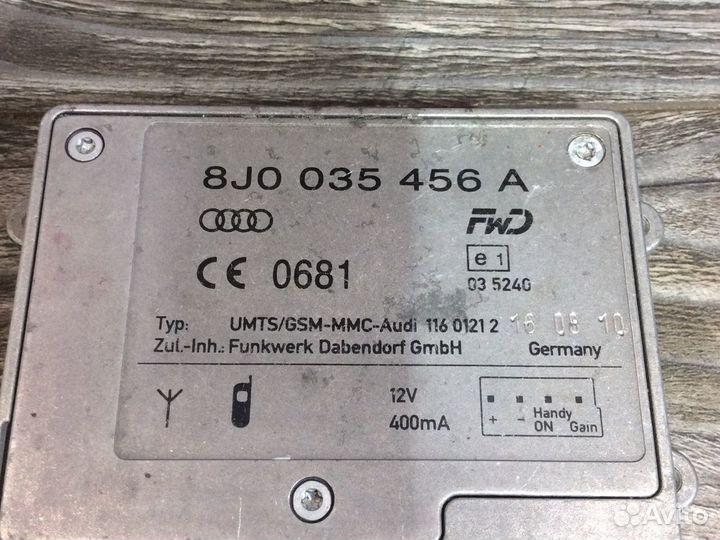 8J0 035 456 A
FWD
CE 0681
e 1
03 5240
Typ: UMTS/GSM-MMC-Audi 116 0121 2 16 08 10
Zul.-Inh.: Funkwerk Dabendorf GmbH Germany
12V
400mA
+ - Handy ON Gain
Avito